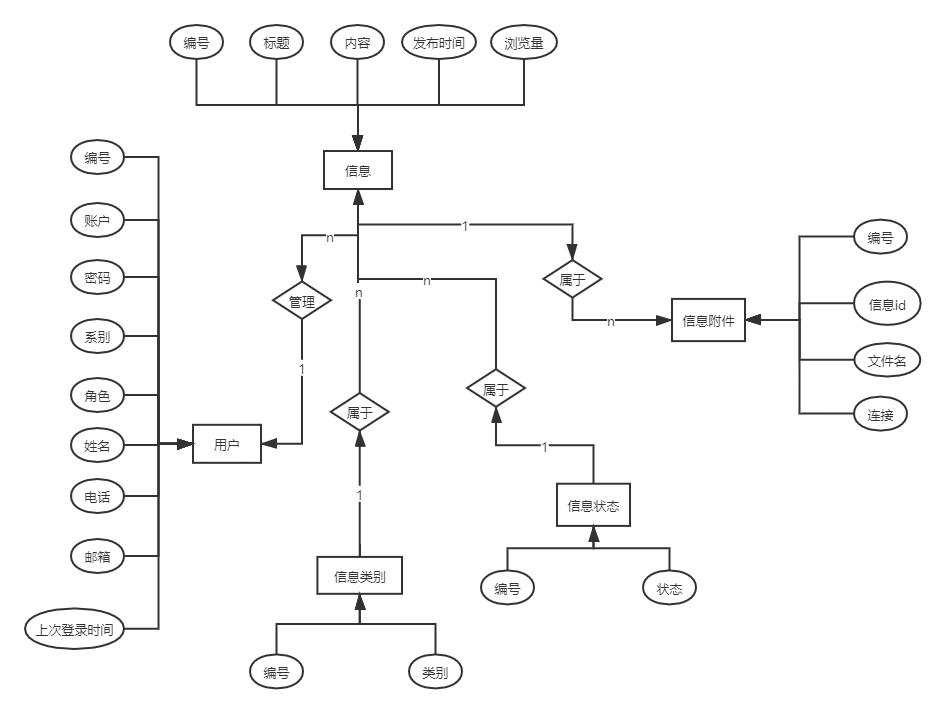 编号
标题
内容
发布时间
浏览量
信息
编号
账户
密码
系别
角色
姓名
电话
邮箱
上次登录时间
用户
管理
n
1
n
属于
1
信息类别
编号
类别
n
属于
1
信息状态
编号
状态
1
属于
n
信息附件
编号
信息id
文件名
连接